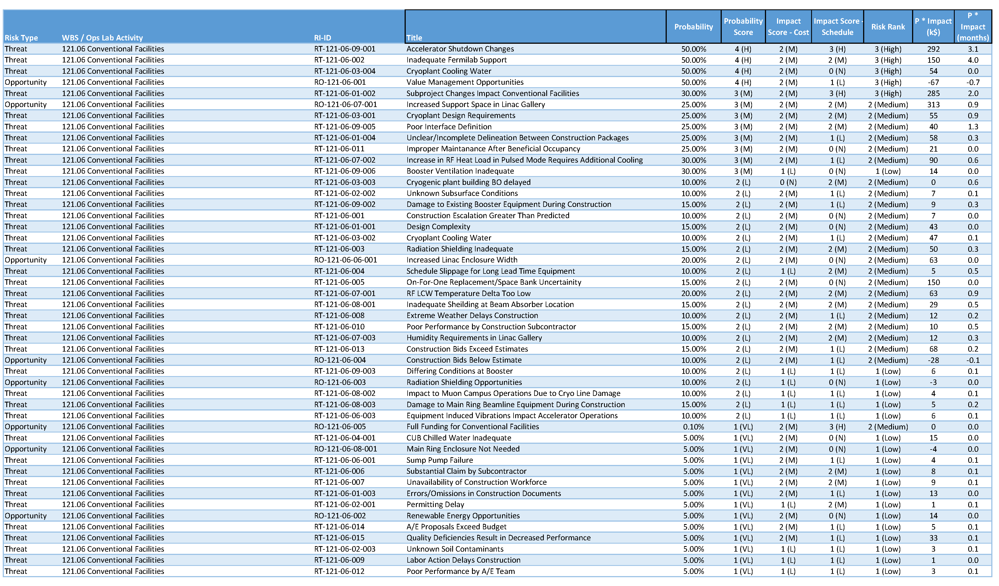 Risk Type WBS / Ops Lab Activity RI-ID Title Probability Probability Score Impact Score - Cost Impact Score - Schedule Risk Rank P * Impact (k$) P * Impact (months)
Threat 121.06 Conventional Facilities RT-121-06-09-001 Accelerator Shutdown Changes 50.00% 4 (H) 2 (M) 3 (H) 3 (High) 292 3.1
Threat 121.06 Conventional Facilities RT-121-06-002 Inadequate Fermilab Support 50.00% 4 (H) 2 (M) 2 (M) 3 (High) 150 4.0
Threat 121.06 Conventional Facilities RT-121-06-03-004 Cryoplant Cooling Water 50.00% 4 (H) 2 (M) 0 (N) 3 (High) 54 0.0
Opportunity 121.06 Conventional Facilities RO-121-06-001 Value Management Opportunities 50.00% 4 (H) 2 (M) 1 (L) 3 (High) -67 -0.7
Threat 121.06 Conventional Facilities RT-121-06-01-002 Subproject Changes Impact Conventional Facilities 30.00% 3 (M) 2 (M) 3 (H) 3 (High) 285 2.0
Opportunity 121.06 Conventional Facilities RO-121-06-07-001 Increased Support Space in Linac Gallery 25.00% 3 (M) 2 (M) 2 (M) 2 (Medium) 313 0.9
Threat 121.06 Conventional Facilities RT-121-06-03-001 Cryoplant Design Requirements 25.00% 3 (M) 2 (M) 2 (M) 2 (Medium) 55 0.9
Threat 121.06 Conventional Facilities RT-121-06-09-005 Poor Interface Definition 25.00% 3 (M) 2 (M) 2 (M) 2 (Medium) 40 1.3
Threat 121.06 Conventional Facilities RT-121-06-01-004 Unclear/Incomplete Delineation Between Construction Packages 25.00% 3 (M) 2 (M) 1 (L) 2 (Medium) 58 0.3
Threat 121.06 Conventional Facilities RT-121-06-011 Improper Maintanance After Beneficial Occupancy 25.00% 3 (M) 2 (M) 0 (N) 2 (Medium) 21 0.0
Threat 121.06 Conventional Facilities RT-121-06-07-002 Increase in RF Heat Load in Pulsed Mode Requires Additional Cooling 30.00% 3 (M) 2 (M) 1 (L) 2 (Medium) 90 0.6
Threat 121.06 Conventional Facilities RT-121-06-09-006 Booster Ventilation Inadequate 30.00% 3 (M) 1 (L) 0 (N) 1 (Low) 14 0.0
Threat 121.06 Conventional Facilities RT-121-06-03-003 Cryogenic plant building BO delayed 10.00% 2 (L) 0 (N) 2 (M) 2 (Medium) 0 0.6
Threat 121.06 Conventional Facilities RT-121-06-02-002 Unknown Subsurface Conditions 10.00% 2 (L) 2 (M) 1 (L) 2 (Medium) 7 0.1
Threat 121.06 Conventional Facilities RT-121-06-09-002 Damage to Existing Booster Equipment During Construction 15.00% 2 (L) 2 (M) 1 (L) 2 (Medium) 9 0.3
Threat 121.06 Conventional Facilities RT-121-06-001 Construction Escalation Greater Than Predicted 10.00% 2 (L) 2 (M) 0 (N) 2 (Medium) 7 0.0
Threat 121.06 Conventional Facilities RT-121-06-01-001 Design Complexity 15.00% 2 (L) 2 (M) 0 (N) 2 (Medium) 43 0.0
Threat 121.06 Conventional Facilities RT-121-06-03-002 Cryoplant Cooling Water 10.00% 2 (L) 2 (M) 1 (L) 2 (Medium) 47 0.1
Threat 121.06 Conventional Facilities RT-121-06-003 Radiation Shielding Inadequate 15.00% 2 (L) 2 (M) 2 (M) 2 (Medium) 50 0.3
Opportunity 121.06 Conventional Facilities RO-121-06-06-001 Increased Linac Enclosure Width 20.00% 2 (L) 2 (M) 0 (N) 2 (Medium) 63 0.0
Threat 121.06 Conventional Facilities RT-121-06-004 Schedule Slippage for Long Lead Time Equipment 10.00% 2 (L) 1 (L) 2 (M) 2 (Medium) 5 0.5
Threat 121.06 Conventional Facilities RT-121-06-005 On-For-One Replacement/Space Bank Uncertainity 15.00% 2 (L) 2 (M) 0 (N) 2 (Medium) 150 0.0
Threat 121.06 Conventional Facilities RT-121-06-07-001 RF LCW Temperature Delta Too Low 20.00% 2 (L) 2 (M) 2 (M) 2 (Medium) 63 0.9
Threat 121.06 Conventional Facilities RT-121-06-08-001 Inadequate Sheilding at Beam Absorber Location 15.00% 2 (L) 2 (M) 2 (M) 2 (Medium) 29 0.5
Threat 121.06 Conventional Facilities RT-121-06-008 Extreme Weather Delays Construction 10.00% 2 (L) 2 (M) 1 (L) 2 (Medium) 12 0.2
Threat 121.06 Conventional Facilities RT-121-06-010 Poor Performance by Construction Subcontractor 15.00% 2 (L) 2 (M) 2 (M) 2 (Medium) 10 0.5
Threat 121.06 Conventional Facilities RT-121-06-07-003 Humidity Requirements in Linac Gallery 10.00% 2 (L) 2 (M) 2 (M) 2 (Medium) 12 0.3
Threat 121.06 Conventional Facilities RT-121-06-013 Construction Bids Exceed Estimates 15.00% 2 (L) 2 (M) 1 (L) 2 (Medium) 68 0.2
Opportunity 121.06 Conventional Facilities RO-121-06-004 Construction Bids Below Estimate 10.00% 2 (L) 2 (M) 1 (L) 2 (Medium) -28 -0.1
Threat 121.06 Conventional Facilities RT-121-06-09-003 Differing Conditions at Booster 10.00% 2 (L) 1 (L) 1 (L) 1 (Low) 6 0.1
Opportunity 121.06 Conventional Facilities RO-121-06-003 Radiation Shielding Opportunities 10.00% 2 (L) 1 (L) 0 (N) 1 (Low) -3 0.0
Threat 121.06 Conventional Facilities RT-121-06-08-002 Impact to Muon Campus Operations Due to Cryo Line Damage 10.00% 2 (L) 1 (L) 1 (L) 1 (Low) 4 0.1
Threat 121.06 Conventional Facilities RT-121-06-08-003 Damage to Main Ring Beamline Equipment During Construction 15.00% 2 (L) 1 (L) 1 (L) 1 (Low) 5 0.2
Threat 121.06 Conventional Facilities RT-121-06-06-003 Equipment Induced Vibrations Impact Accelerator Operations 10.00% 2 (L) 1 (L) 1 (L) 1 (Low) 6 0.1
Opportunity 121.06 Conventional Facilities RO-121-06-005 Full Funding for Conventional Facilities 0.10% 1 (VL) 2 (M) 3 (H) 2 (Medium) 0 0.0
Threat 121.06 Conventional Facilities RT-121-06-04-001 CUB Chilled Water Inadequate 5.00% 1 (VL) 2 (M) 0 (N) 1 (Low) 15 0.0
Opportunity 121.06 Conventional Facilities RO-121-06-08-001 Main Ring Enclosure Not Needed 5.00% 1 (VL) 2 (M) 0 (N) 1 (Low) -4 0.0
Threat 121.06 Conventional Facilities RT-121-06-06-001 Sump Pump Failure 5.00% 1 (VL) 2 (M) 1 (L) 1 (Low) 4 0.1
Threat 121.06 Conventional Facilities RT-121-06-006 Substantial Claim by Subcontractor 5.00% 1 (VL) 2 (M) 2 (M) 1 (Low) 8 0.1
Threat 121.06 Conventional Facilities RT-121-06-007 Unavailability of Construction Workforce 5.00% 1 (VL) 2 (M) 2 (M) 1 (Low) 9 0.1
Threat 121.06 Conventional Facilities RT-121-06-01-003 Errors/Omissions in Construction Documents 5.00% 1 (VL) 2 (M) 1 (L) 1 (Low) 13 0.0
Threat 121.06 Conventional Facilities RT-121-06-02-001 Permitting Delay 5.00% 1 (VL) 1 (L) 2 (M) 1 (Low) 1 0.1
Opportunity 121.06 Conventional Facilities RO-121-06-002 Renewable Energy Opportunities 5.00% 1 (VL) 2 (M) 0 (N) 1 (Low) 14 0.0
Threat 121.06 Conventional Facilities RT-121-06-014 A/E Proposals Exceed Budget 5.00% 1 (VL) 2 (M) 1 (L) 1 (Low) 5 0.1
Threat 121.06 Conventional Facilities RT-121-06-015 Quality Deficiencies Result in Decreased Performance 5.00% 1 (VL) 2 (M) 1 (L) 1 (Low) 33 0.1
Threat 121.06 Conventional Facilities RT-121-06-02-003 Unknown Soil Contaminants 5.00% 1 (VL) 1 (L) 1 (L) 1 (Low) 3 0.1
Threat 121.06 Conventional Facilities RT-121-06-009 Labor Action Delays Construction 5.00% 1 (VL) 1 (L) 1 (L) 1 (Low) 1 0.0
Threat 121.06 Conventional Facilities RT-121-06-012 Poor Performance by A/E Team 5.00% 1 (VL) 1 (L) 1 (L) 1 (Low) 3 0.1